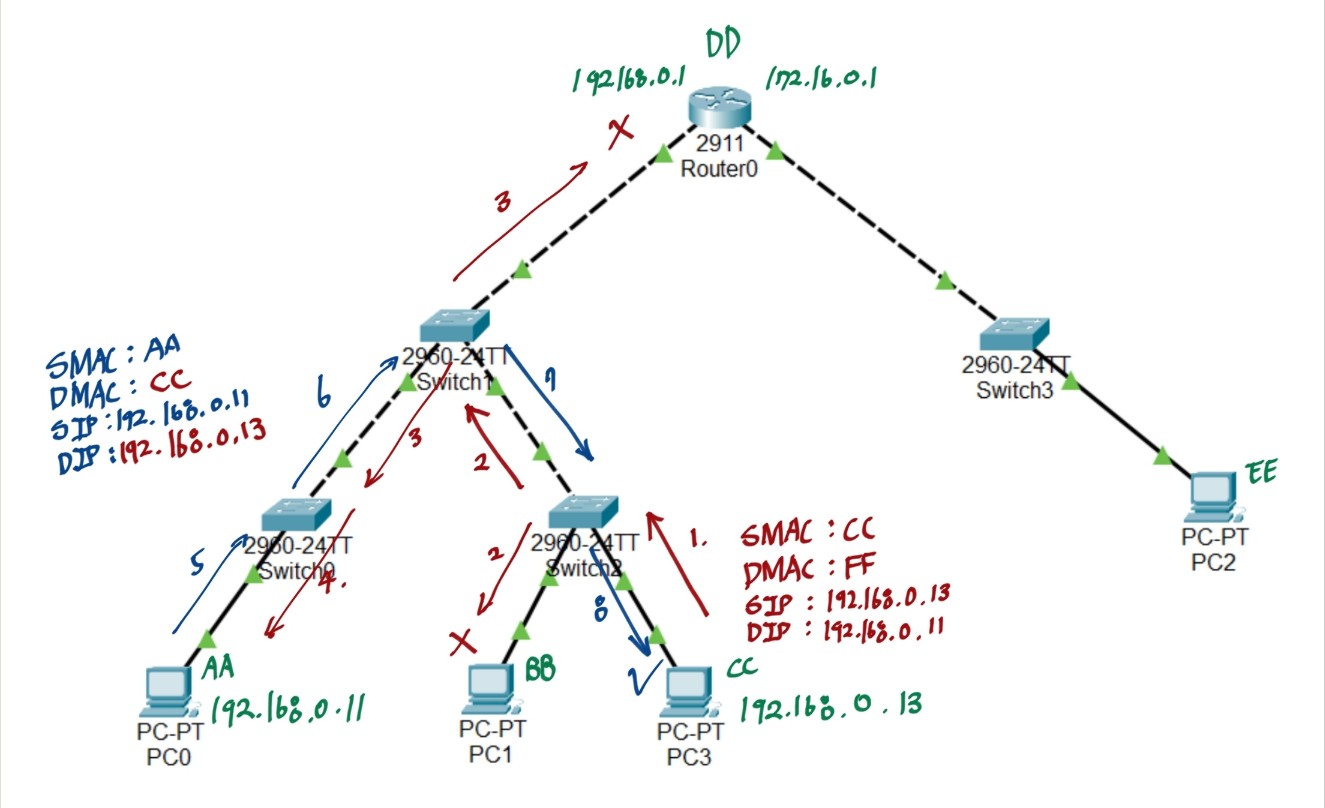 DD
192168.0.1
172.16.0.1
X
2911
Router0
3
2960-24TT
Switch1
2960-24TT
Switch3
SMAC : AA
DMAC : CC
SIP : 192.168.0.11
DIP : 192.168.0.13
6
7
3
2
EE
PC-PT
PC2
2960-24TT
Switch0
5
4.
2960-24TT
Switch2
2
8
1.
SMAC : CC
DMAC : FF
SIP : 192.168.0.13
DIP : 192.168.0.11
X
AA
192.168.0.11
PC-PT
PC0
BB
PC-PT
PC1
CC
192.168.0.13
PC-PT
PC3